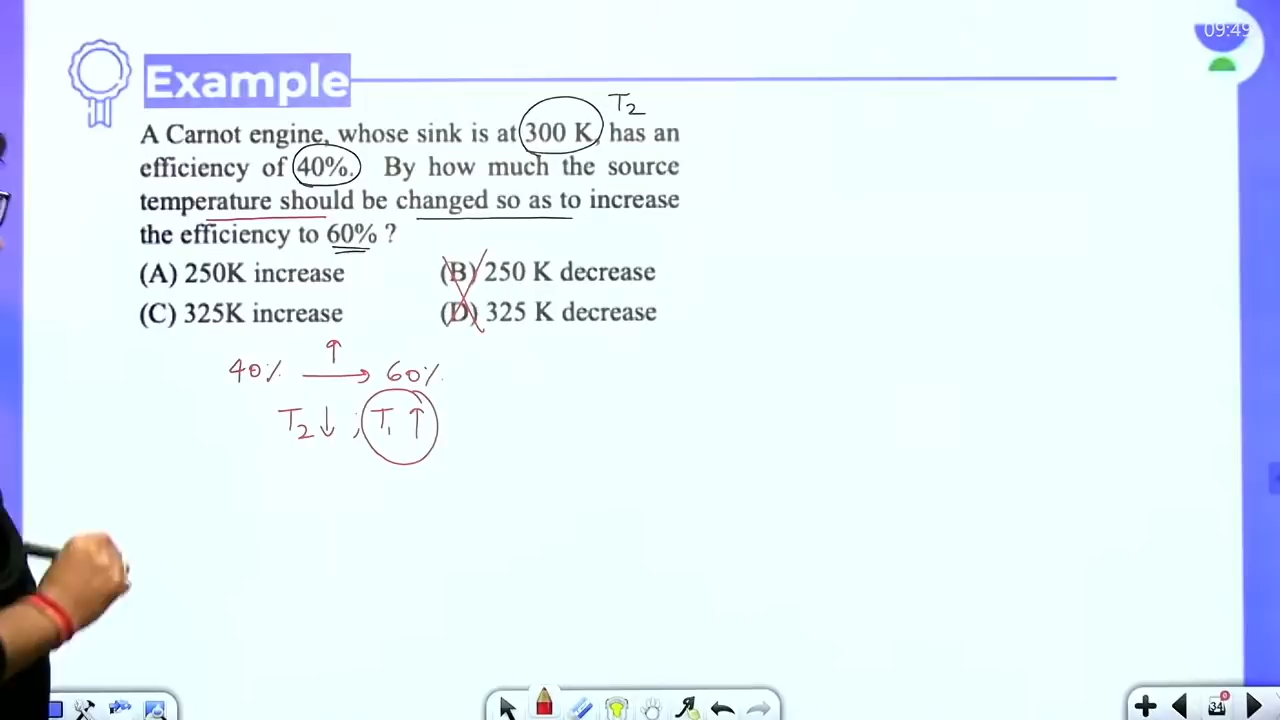 09:49
Example
T2
A Carnot engine, whose sink is at 300 K, has an
efficiency of 40%. By how much the source
temperature should be changed so as to increase
the efficiency to 60% ?
(A) 250K increase (B) 250 K decrease
(C) 325K increase (D) 325 K decrease
40% → 60%
↑
T2 ↓ ; T1 ↑
34